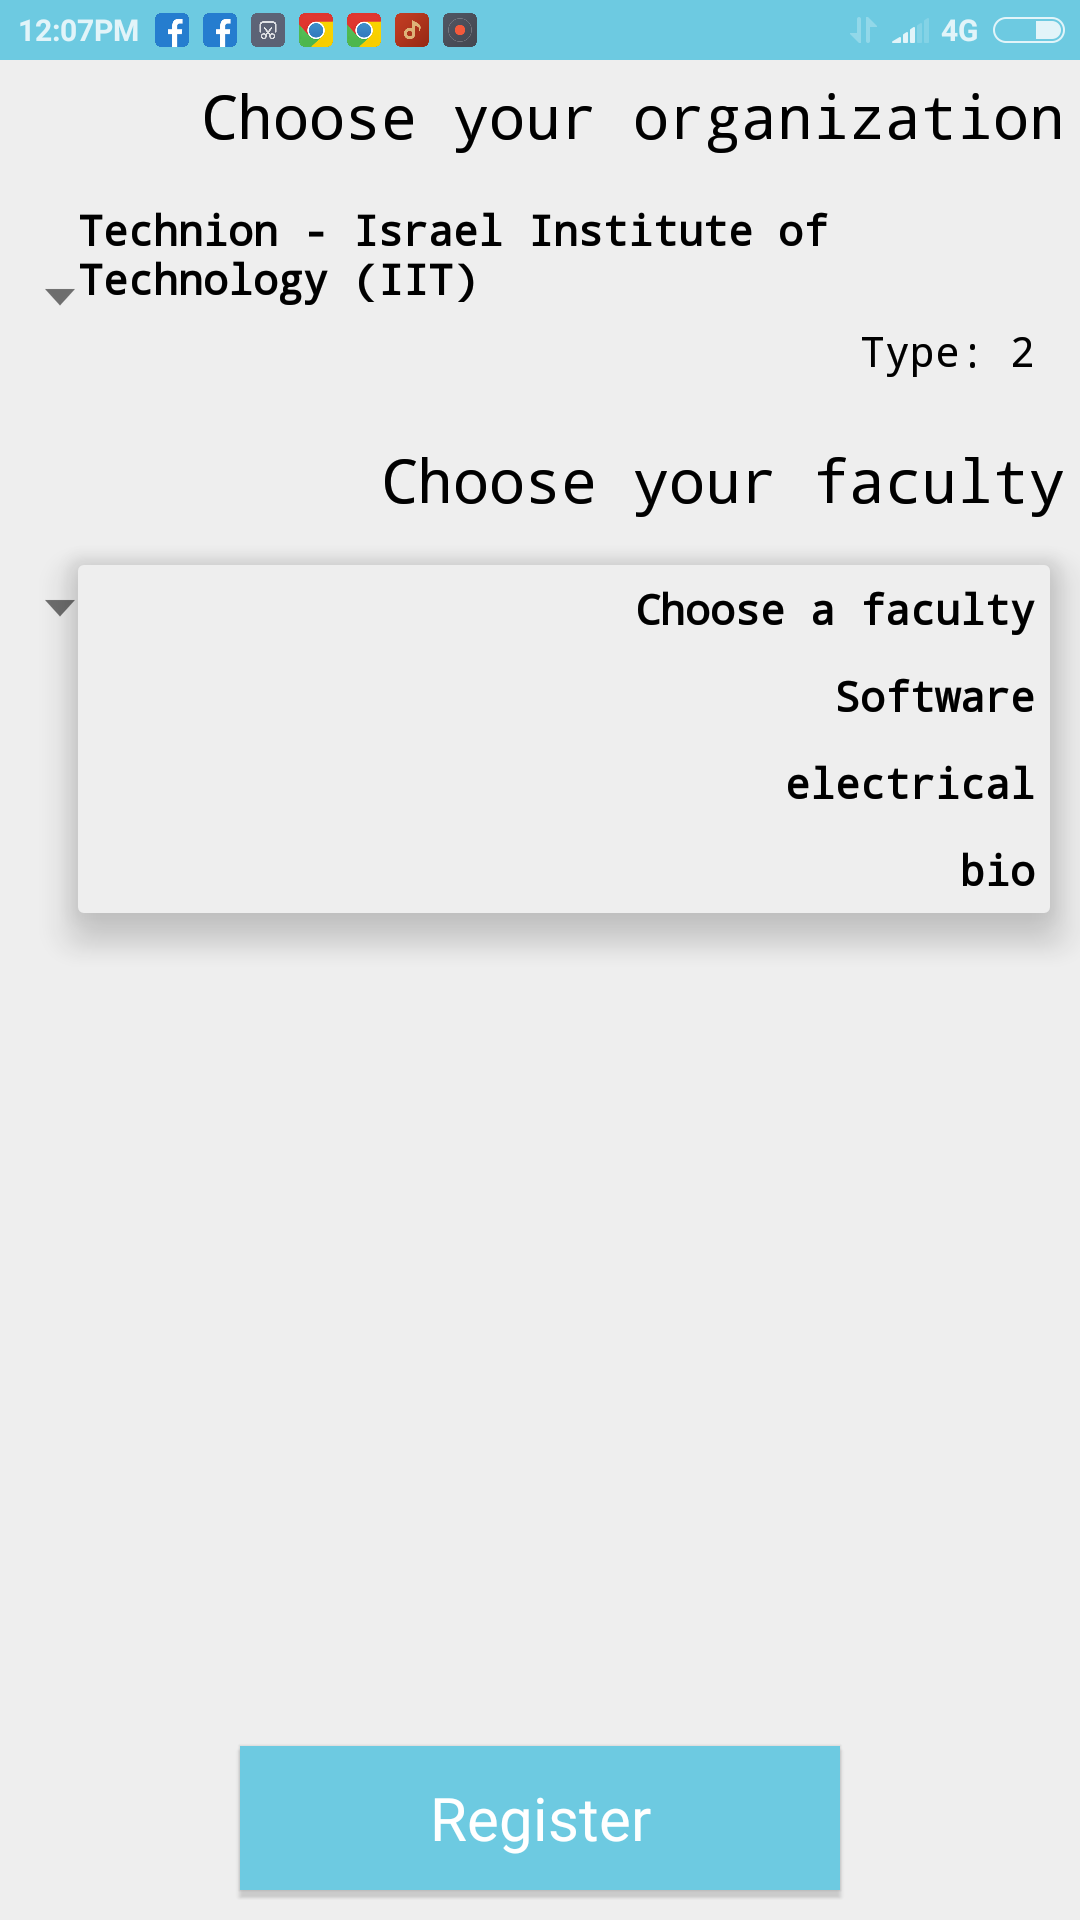 12:07PM 4G
Choose your organization
Technion - Israel Institute of
Technology (IIT)
Type: 2
Choose your faculty
Choose a faculty
Software
electrical
bio
Register